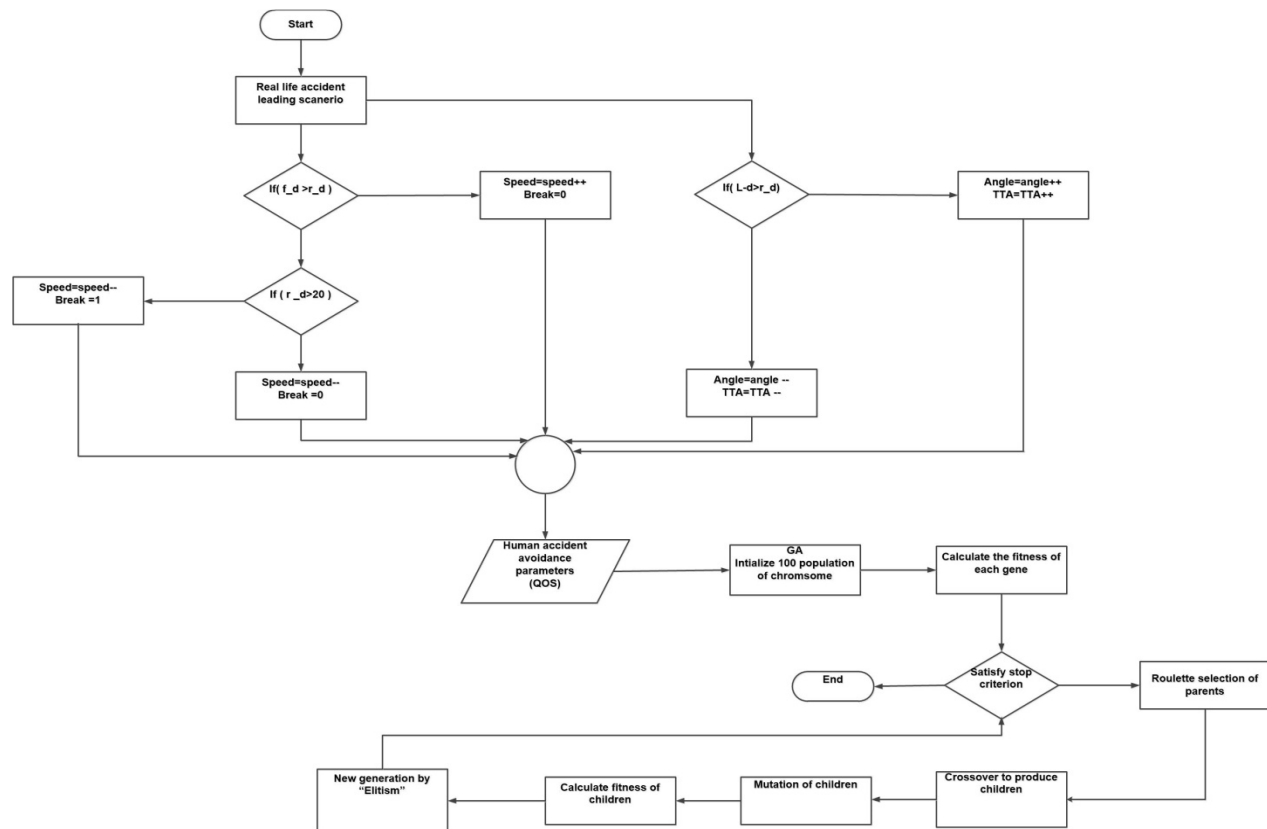 Start
Real life accident
leading scanerio
If( f_d >r_d )
Speed=speed++
Break=0
If( L-d>r_d)
Angle=angle++
TTA=TTA++
Speed=speed--
Break =1
If ( r _d>20 )
Speed=speed--
Break =0
Angle=angle --
TTA=TTA --
Human accident
avoidance
parameters
(QOS)
GA
Intialize 100 population
of chromsome
Calculate the fitness of
each gene
Satisfy stop
criterion
End
Roulette selection of
parents
Crossover to produce
children
Mutation of children
Calculate fitness of
children
New generation by
“Elitism”